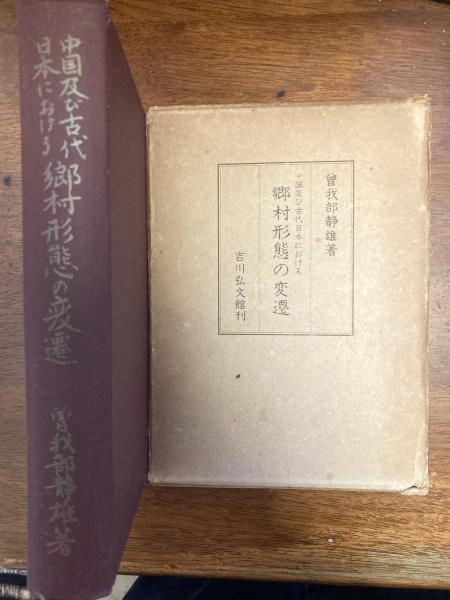 中国及び古代
日本における 郷村形態の変遷
曽我部静雄著
曾我部静雄著
中国及び古代日本における
郷村形態の変遷
吉川弘文館刊